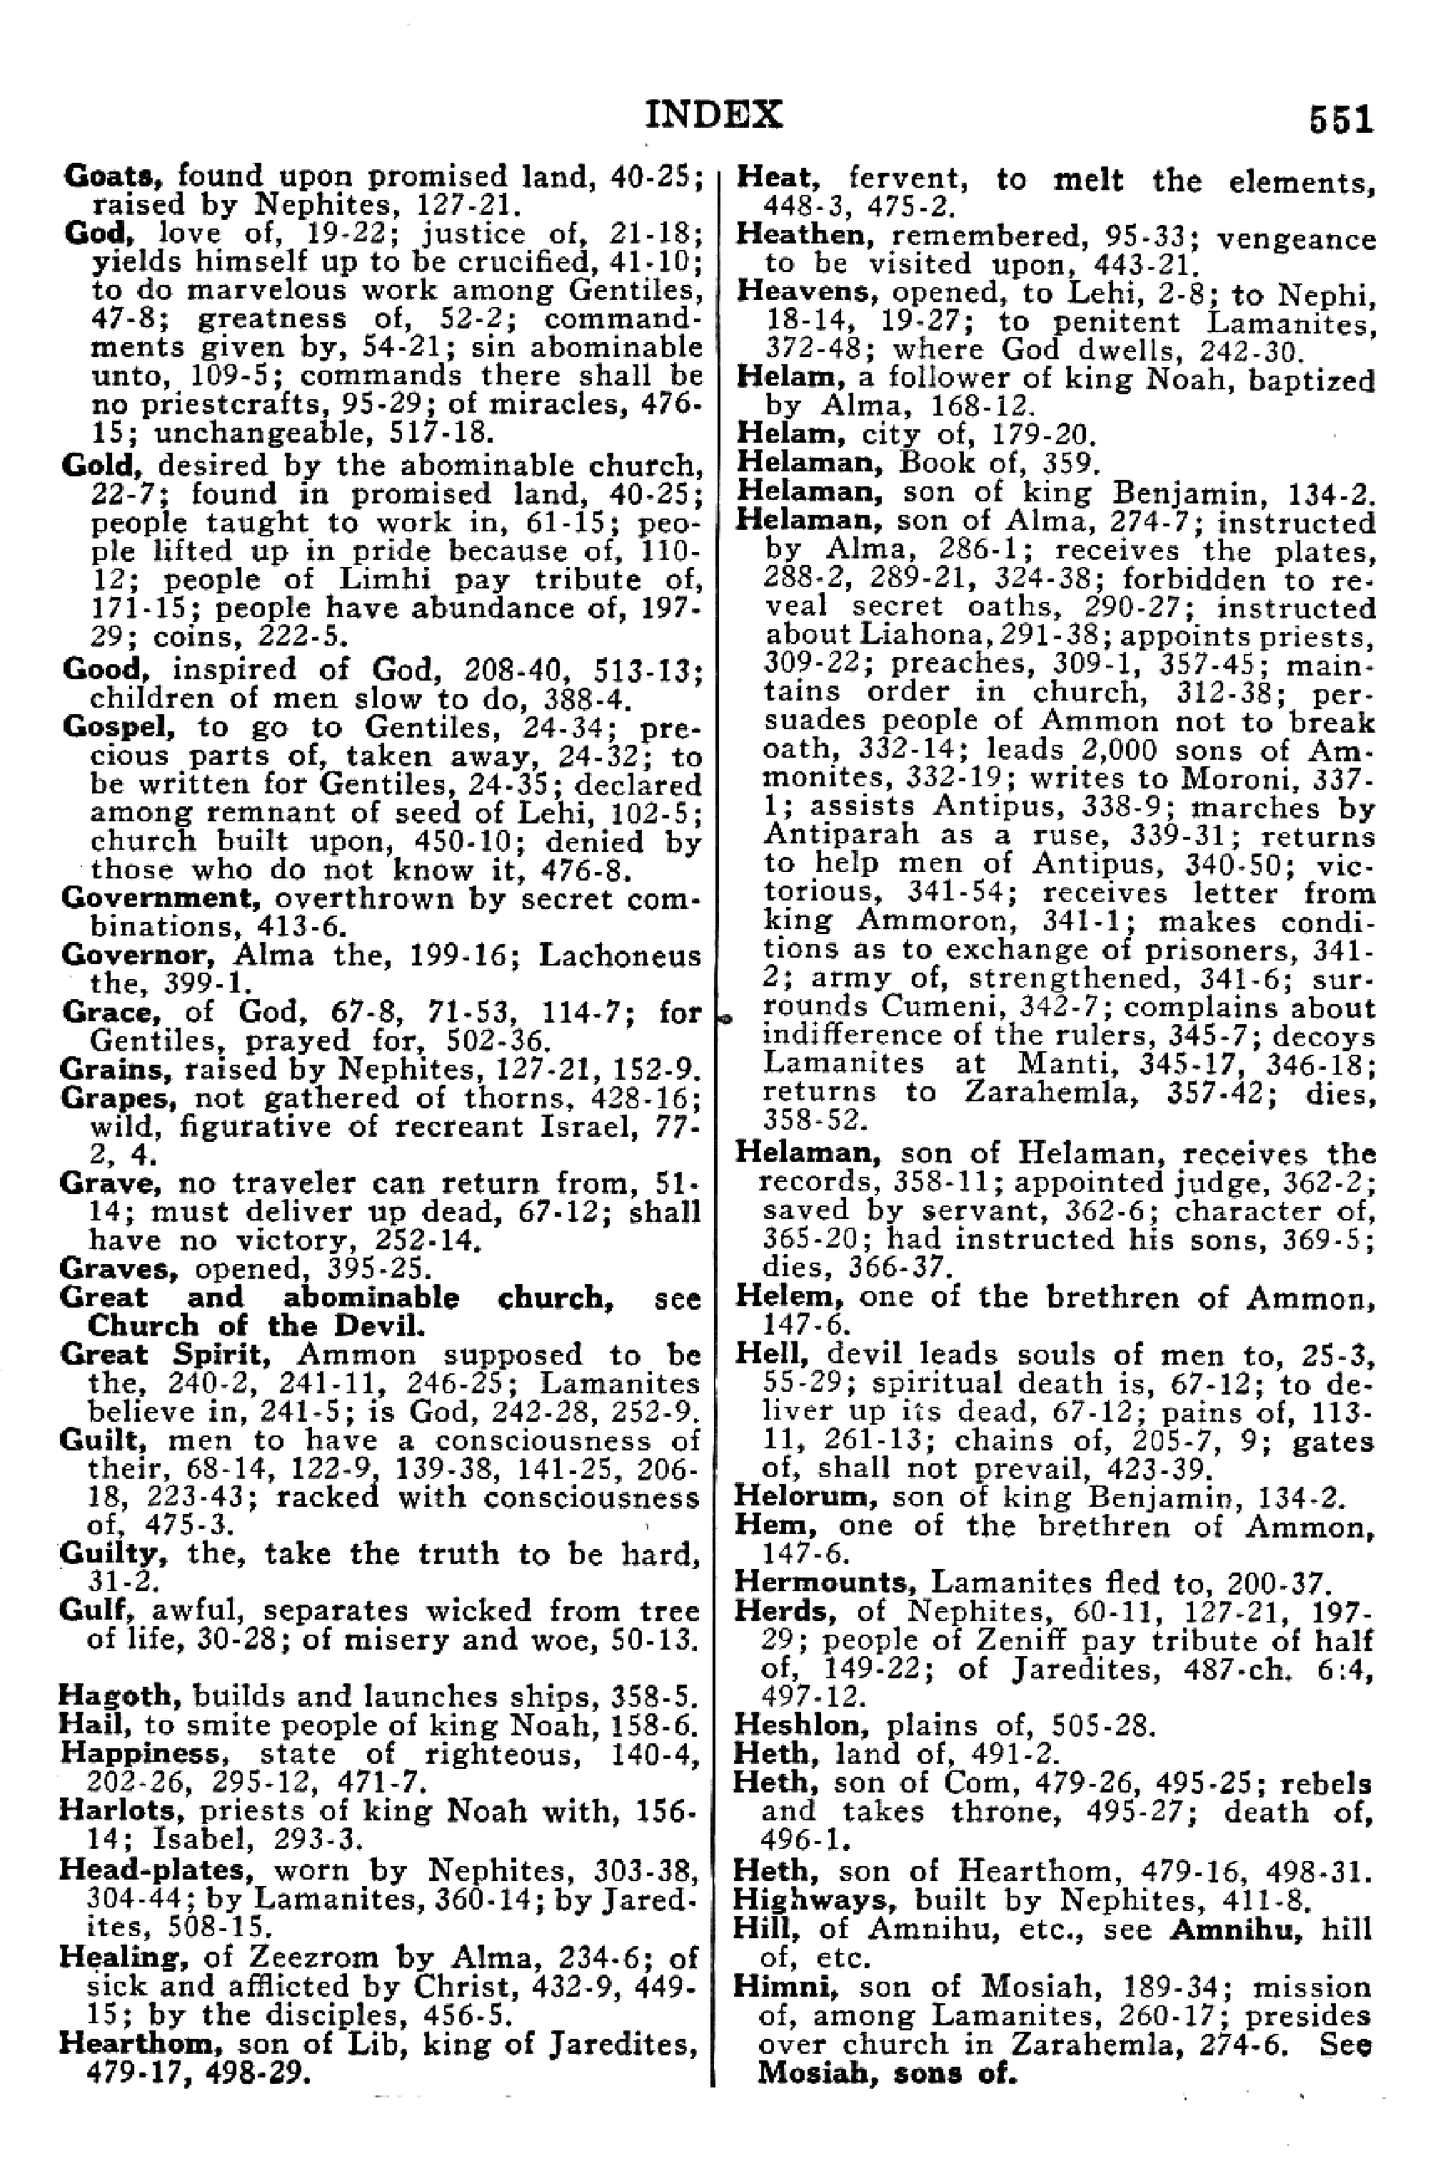 INDEX
551
Goats, found upon promised land, 40-25;
raised by Nephites, 127-21.
God, love of, 19-22; justice of, 21-18;
yields himself up to be crucified, 41-10;
to do marvelous work among Gentiles,
47-8; greatness of, 52-2; command-
ments given by, 54-21; sin abominable
unto, 109-5; commands there shall be
no priestcrafts, 95-29; of miracles, 476-
15; unchangeable, 517-18.
Gold, desired by the abominable church,
22-7; found in promised land, 40-25;
people taught to work in, 61-15; peo-
ple lifted up in pride because of, 110-
12; people of Limhi pay tribute of,
171-15; people have abundance of, 197-
29; coins, 222-5.
Good, inspired of God, 208-40, 513-13;
children of men slow to do, 388-4.
Gospel, to go to Gentiles, 24-34; pre-
cious parts of, taken away, 24-32; to
be written for Gentiles, 24-35; declared
among remnant of seed of Lehi, 102-5;
church built upon, 450-10; denied by
those who do not know it, 476-8.
Government, overthrown by secret com-
binations, 413-6.
Governor, Alma the, 199-16; Lachoneus
the, 399-1.
Grace, of God, 67-8, 71-53, 114-7; for
Gentiles, prayed for, 502-36.
Grains, raised by Nephites, 127-21, 152-9.
Grapes, not gathered of thorns, 428-16;
wild, figurative of recreant Israel, 77-
2, 4.
Grave, no traveler can return from, 51-
14; must deliver up dead, 67-12; shall
have no victory, 252-14.
Graves, opened, 395-25.
Great and abominable church, see
Church of the Devil.
Great Spirit, Ammon supposed to be
the, 240-2, 241-11, 246-25; Lamanites
believe in, 241-5; is God, 242-28, 252-9.
Guilt, men to have a consciousness of
their, 68-14, 122-9, 139-38, 141-25, 206-
18, 223-43; racked with consciousness
of, 475-3.
Guilty, the, take the truth to be hard,
31-2.
Gulf, awful, separates wicked from tree
of life, 30-28; of misery and woe, 50-13.
Hagoth, builds and launches ships, 358-5.
Hail, to smite people of king Noah, 158-6.
Happiness, state of righteous, 140-4,
202-26, 295-12, 471-7.
Harlots, priests of king Noah with, 156-
14; Isabel, 293-3.
Head-plates, worn by Nephites, 303-38,
304-44; by Lamanites, 360-14; by Jared-
ites, 508-15.
Healing, of Zeezrom by Alma, 234-6; of
sick and afflicted by Christ, 432-9, 449-
15; by the disciples, 456-5.
Hearthom, son of Lib, king of Jaredites,
479-17, 498-29.
Heat, fervent, to melt the elements,
448-3, 475-2.
Heathen, remembered, 95-33; vengeance
to be visited upon, 443-21.
Heavens, opened, to Lehi, 2-8; to Nephi,
18-14, 19-27; to penitent Lamanites,
372-48; where God dwells, 242-30.
Helam, a follower of king Noah, baptized
by Alma, 168-12.
Helam, city of, 179-20.
Helaman, Book of, 359.
Helaman, son of king Benjamin, 134-2.
Helaman, son of Alma, 274-7; instructed
by Alma, 286-1; receives the plates,
288-2, 289-21, 324-38; forbidden to re-
veal secret oaths, 290-27; instructed
about Liahona, 291-38; appoints priests,
309-22; preaches, 309-1, 357-45; main-
tains order in church, 312-38; per-
suades people of Ammon not to break
oath, 332-14; leads 2,000 sons of Am-
monites, 332-19; writes to Moroni, 337-
1; assists Antipus, 338-9; marches by
Antiparah as a ruse, 339-31; returns
to help men of Antipus, 340-50; vic-
torious, 341-54; receives letter from
king Ammoron, 341-1; makes condi-
tions as to exchange of prisoners, 341-
2; army of, strengthened, 341-6; sur-
rounds Cumeni, 342-7; complains about
indifference of the rulers, 345-7; decoys
Lamanites at Manti, 345-17, 346-18;
returns to Zarahemla, 357-42; dies,
358-52.
Helaman, son of Helaman, receives the
records, 358-11; appointed judge, 362-2;
saved by servant, 362-6; character of,
365-20; had instructed his sons, 369-5;
dies, 366-37.
Helem, one of the brethren of Ammon,
147-6.
Hell, devil leads souls of men to, 25-3,
55-29; spiritual death is, 67-12; to de-
liver up its dead, 67-12; pains of, 113-
11, 261-13; chains of, 205-7, 9; gates
of, shall not prevail, 423-39.
Helorum, son of king Benjamin, 134-2.
Hem, one of the brethren of Ammon,
147-6.
Hermounts, Lamanites fled to, 200-37.
Herds, of Nephites, 60-11, 127-21, 197-
29; people of Zeniff pay tribute of half
of, 149-22; of Jaredites, 487-ch. 6:4,
497-12.
Heshlon, plains of, 505-28.
Heth, land of, 491-2.
Heth, son of Com, 479-26, 495-25; rebels
and takes throne, 495-27; death of,
496-1.
Heth, son of Hearthom, 479-16, 498-31.
Highways, built by Nephites, 411-8.
Hill, of Amnihu, etc., see Amnihu, hill
of, etc.
Himni, son of Mosiah, 189-34; mission
of, among Lamanites, 260-17; presides
over church in Zarahemla, 274-6. See
Mosiah, sons of.